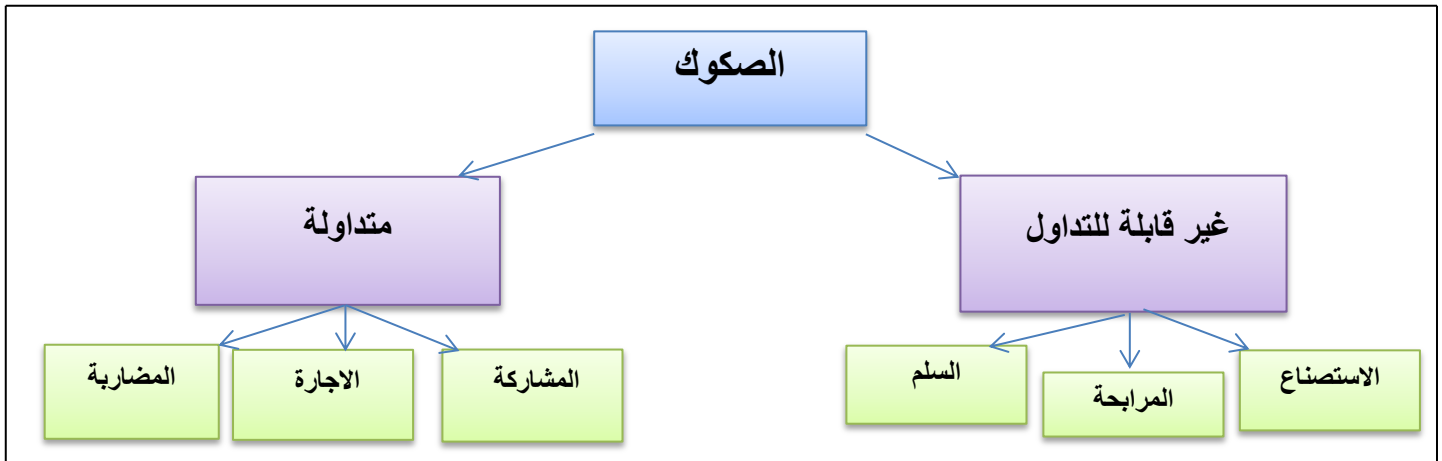 الصكوك
غير قابلة للتداول
متداولة
الاستصناع
المرابحة
السلم
المشاركة
الاجارة
المضاربة